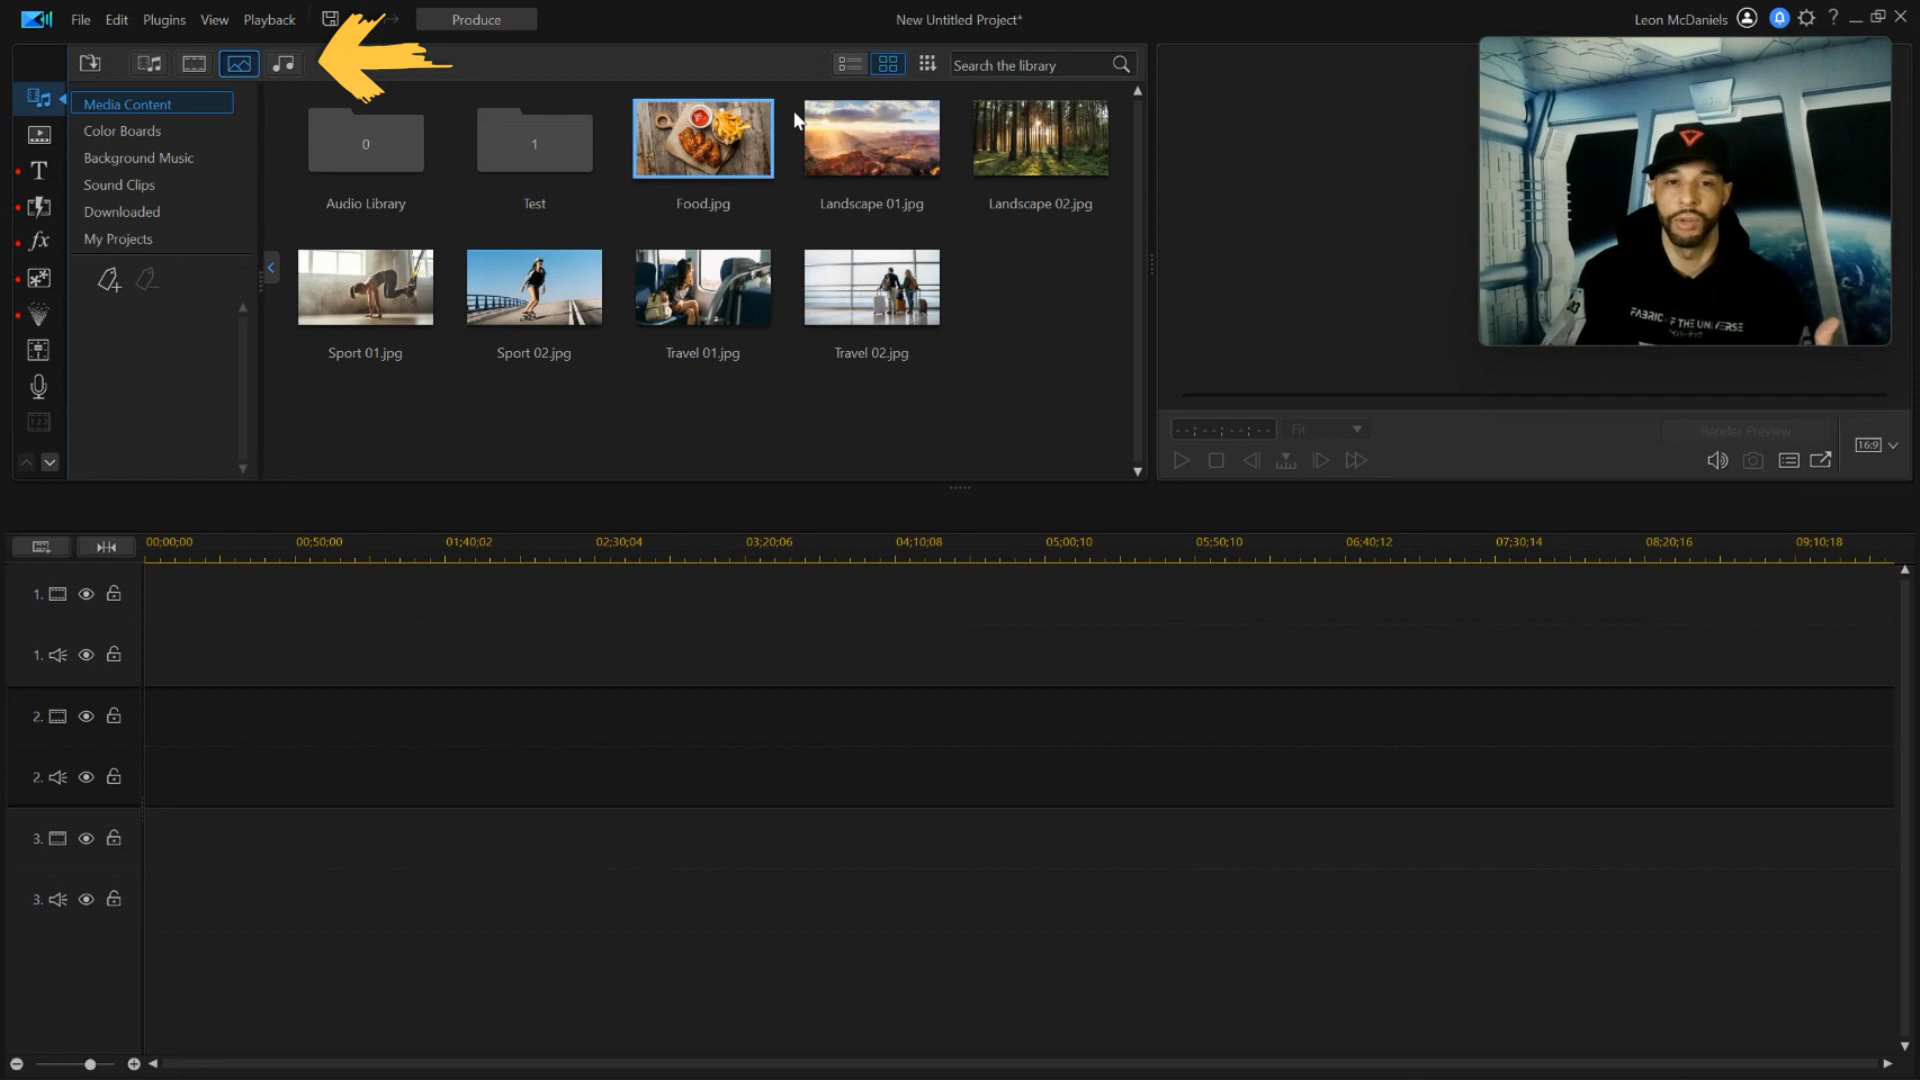 File Edit Plugins View Playback
Produce
New Untitled Project*
Leon McDaniels
?
Search the library
Media Content
Color Boards
Background Music
Sound Clips
Downloaded
My Projects
0
1
Audio Library
Test
Food.jpg
Landscape 01.jpg
Landscape 02.jpg
Sport 01.jpg
Sport 02.jpg
Travel 01.jpg
Travel 02.jpg
T
fx
FABRIC OF THE UNIVERSE
--;--;--;--
Fit
Render Preview
16:9
00;00;00 00;50;00 01;40;02 02;30;04 03;20;06 04;10;08 05;00;10 05;50;10 06;40;12 07;30;14 08;20;16 09;10;18
1.
1.
2.
2.
3.
3.